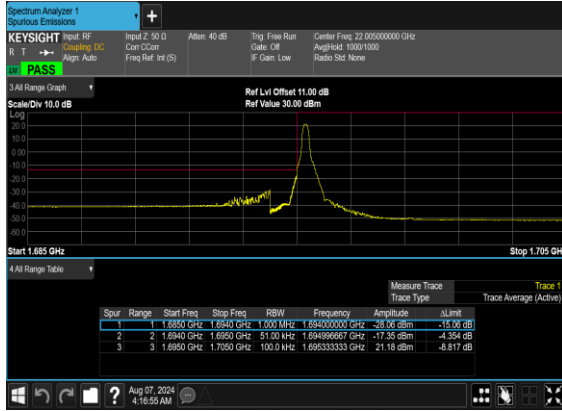 Spectrum Analyzer 1
Spurious Emissions
+
KEYSIGHT Input: RF Input Z: 50 Ω Atten: 40 dB Trig: Free Run Center Freq: 22.005000000 GHz
R T Coupling: DC Corr CCorr Gate: Off Avg|Hold: 1000/1000
Align: Auto Freq Ref: Int (S) IF Gain: Low Radio Std: None
PASS
3 All Range Graph
Ref Lvl Offset 11.00 dB
Scale/Div 10.0 dB Ref Value 30.00 dBm
Log
20.0
10.0
0.00
-10.0
-20.0
-30.0
-40.0
-50.0
-60.0
Start 1.685 GHz Stop 1.705 GH
4 All Range Table
Measure Trace Trace 1
Trace Type Trace Average (Active)
Spur Range Start Freq Stop Freq RBW Frequency Amplitude ΔLimit
1 1 1.6850 GHz 1.6940 GHz 1.000 MHz 1.694000000 GHz -28.06 dBm -15.06 dB
2 2 1.6940 GHz 1.6950 GHz 51.00 kHz 1.694996667 GHz -17.35 dBm -4.354 dB
3 3 1.6950 GHz 1.7050 GHz 100.0 kHz 1.695333333 GHz 21.18 dBm -8.817 dB
?
Aug 07, 2024
4:16:55 AM